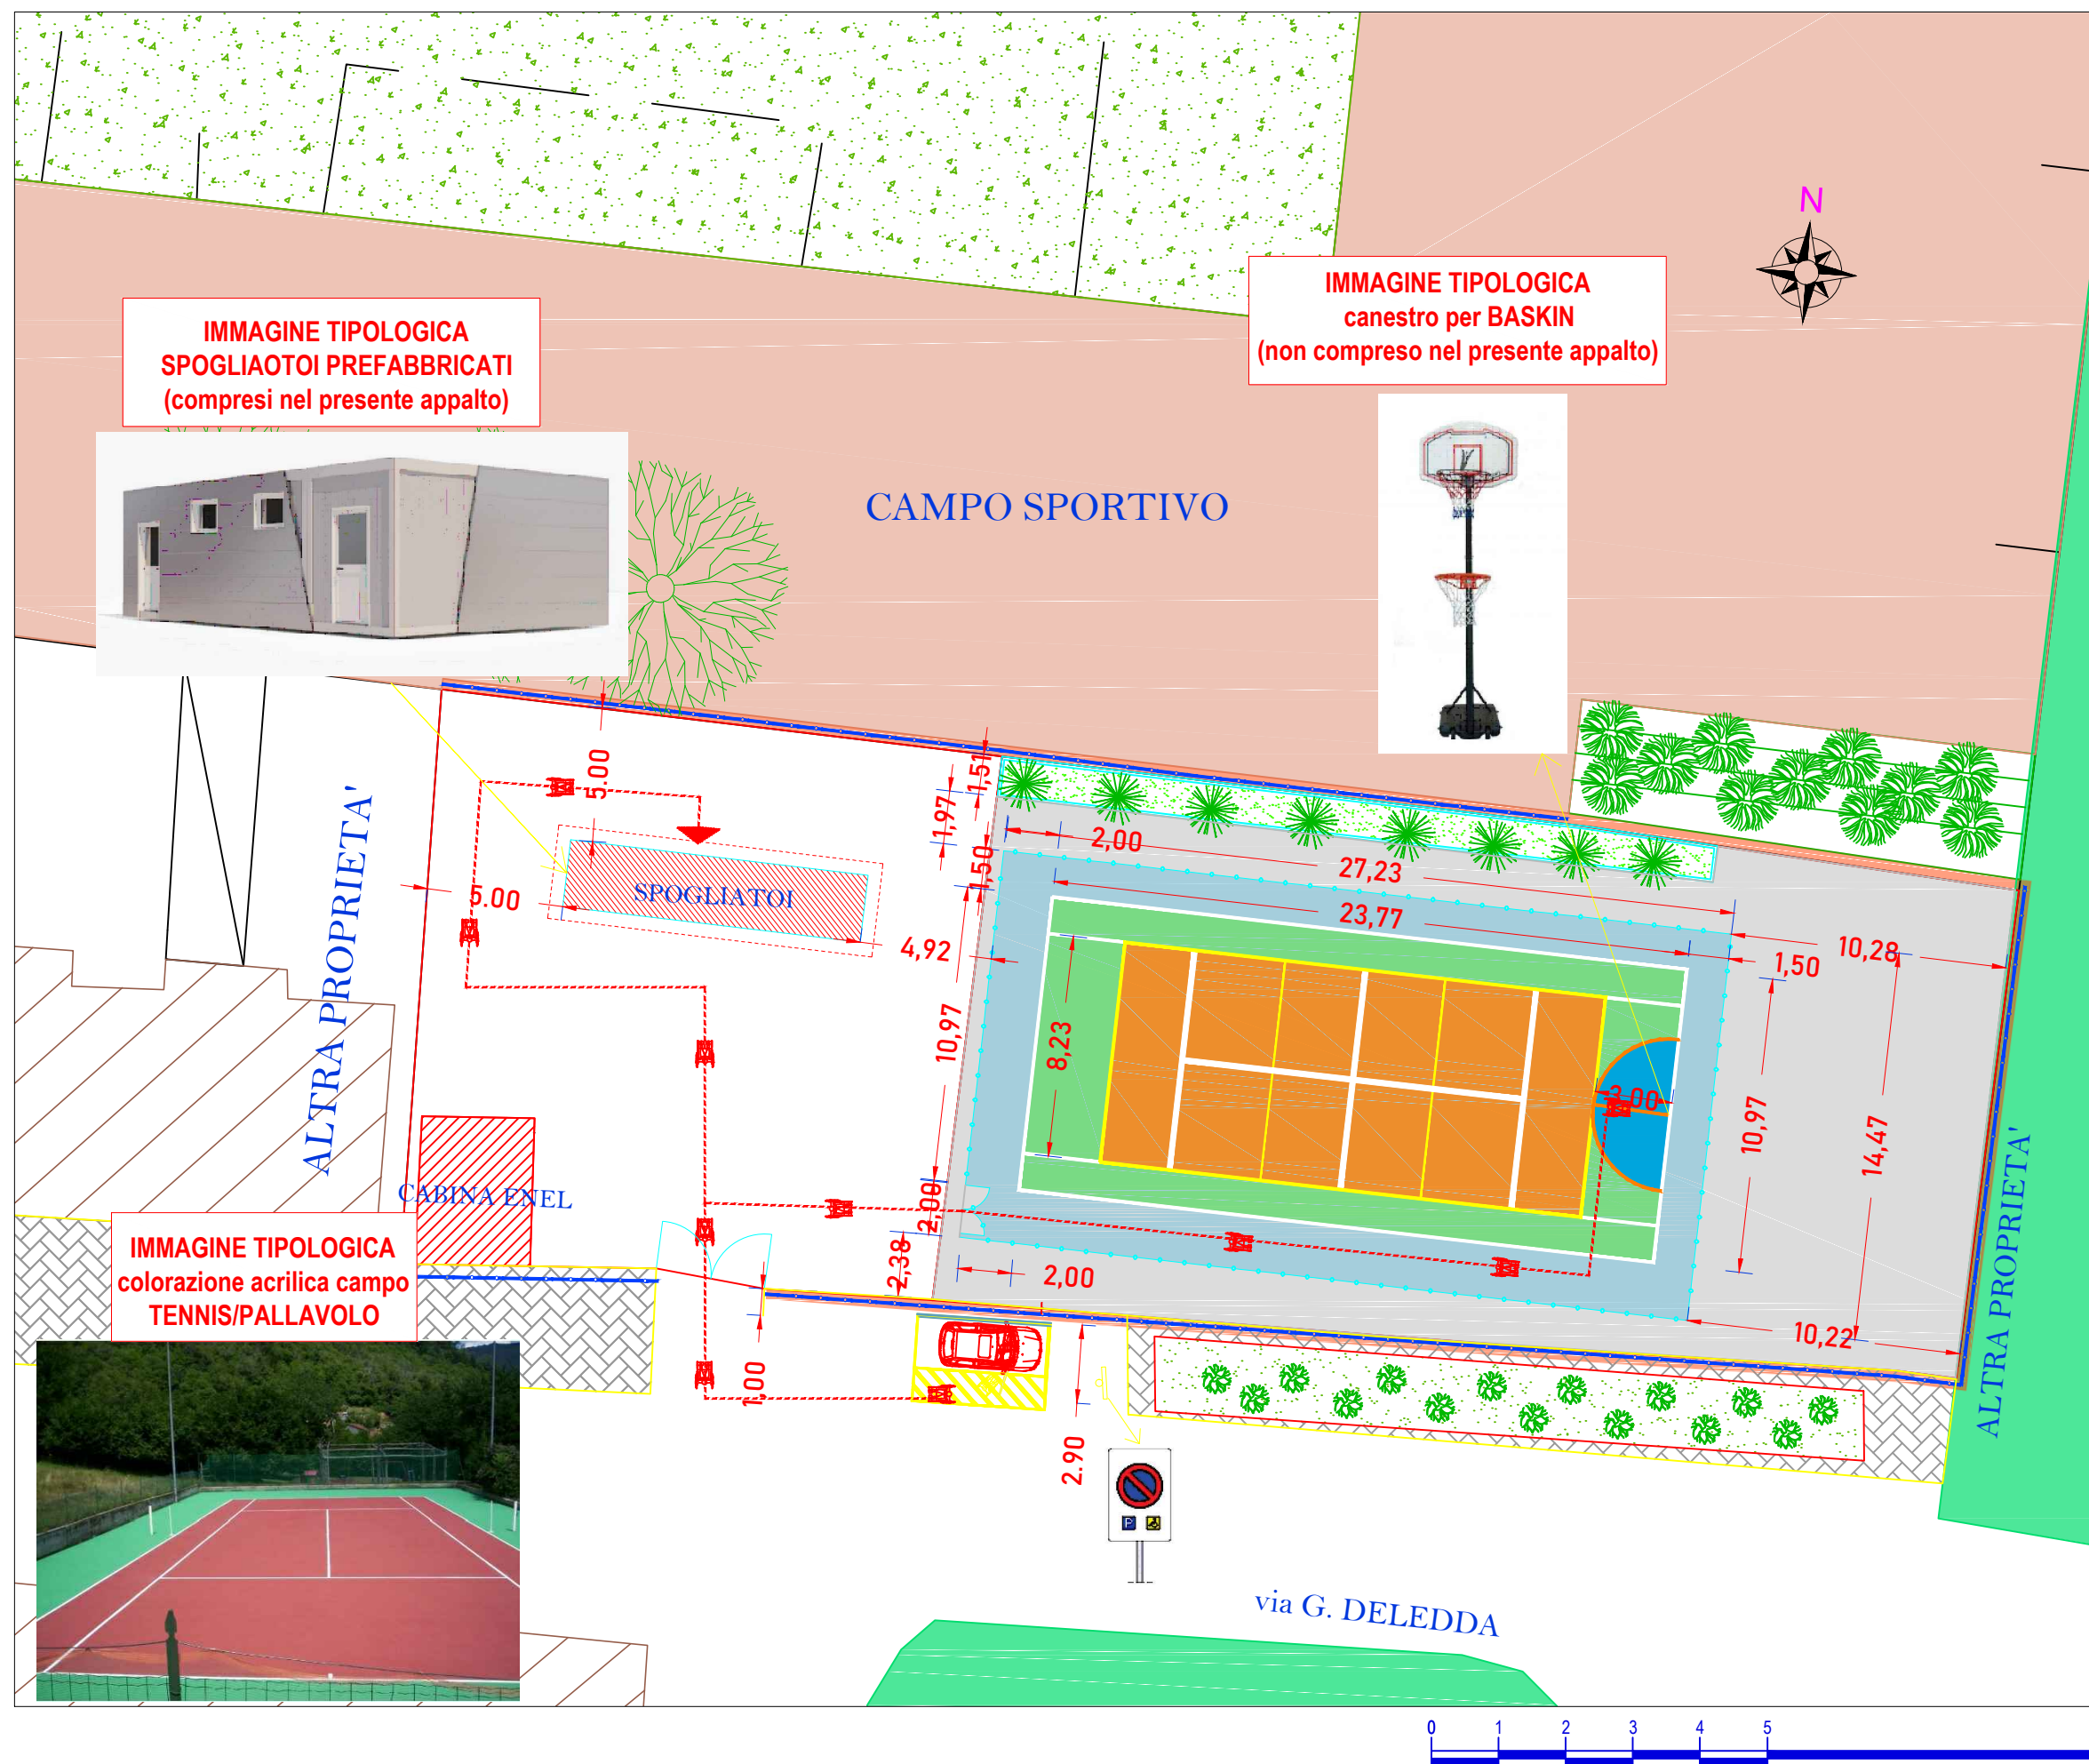 N
IMMAGINE TIPOLOGICA
canestro per BASKIN
(non compreso nel presente appalto)
IMMAGINE TIPOLOGICA
SPOGLIAOTOI PREFABBRICATI
(compresi nel presente appalto)
CAMPO SPORTIVO
5.00
1,51
1,97
1,50
2,00
27,23
23,77
SPOGLIATOI
5.00
4,92
10,28
1,50
ALTRA PROPRIETA'
10,97
8,23
3,00
10,97
14,47
ALTRA PROPRIETA'
CABINA ENEL
2,00
2,38
2,00
10,22
IMMAGINE TIPOLOGICA
colorazione acrilica campo
TENNIS/PALLAVOLO
1,00
2.90
P
via G. DELEDDA
0 1 2 3 4 5